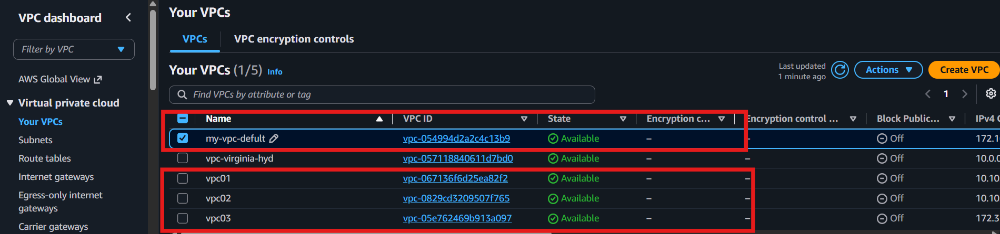 VPC dashboard
Filter by VPC
AWS Global View
Virtual private cloud
Your VPCs
Subnets
Route tables
Internet gateways
Egress-only internet
gateways
Carrier gateways
Your VPCs
VPCs VPC encryption controls
Your VPCs (1/5) Info
Last updated
1 minute ago
Actions
Create VPC
Find VPCs by attribute or tag
1
Name VPC ID State Encryption c... Encryption control ... Block Public... IPv4
my-vpc-defult vpc-054994d2a2c4c13b9 Available – – Off 172.1
vpc-virginia-hyd vpc-057118840611d7bd0 Available – – Off 10.0.0
vpc01 vpc-067136f6d25ea82f2 Available – – Off 10.10
vpc02 vpc-0829cd3209507f765 Available – – Off 10.10
vpc03 vpc-05e762469b913a097 Available – – Off 172.3